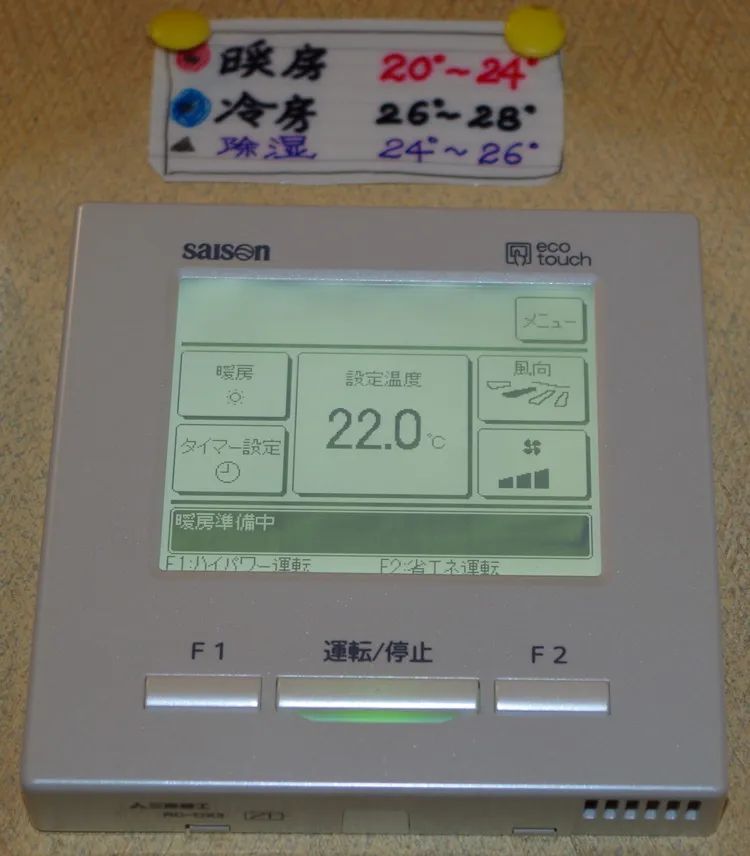 暖房 20°~24°
冷房 26°~28°
除湿 24°~26°
saison
eco touch
メニュー
暖房
設定温度
風向
22.0℃
タイマー設定
暖房準備中
F1:ハイパワー運転 F2:省エネ運転
F1 運転/停止 F2